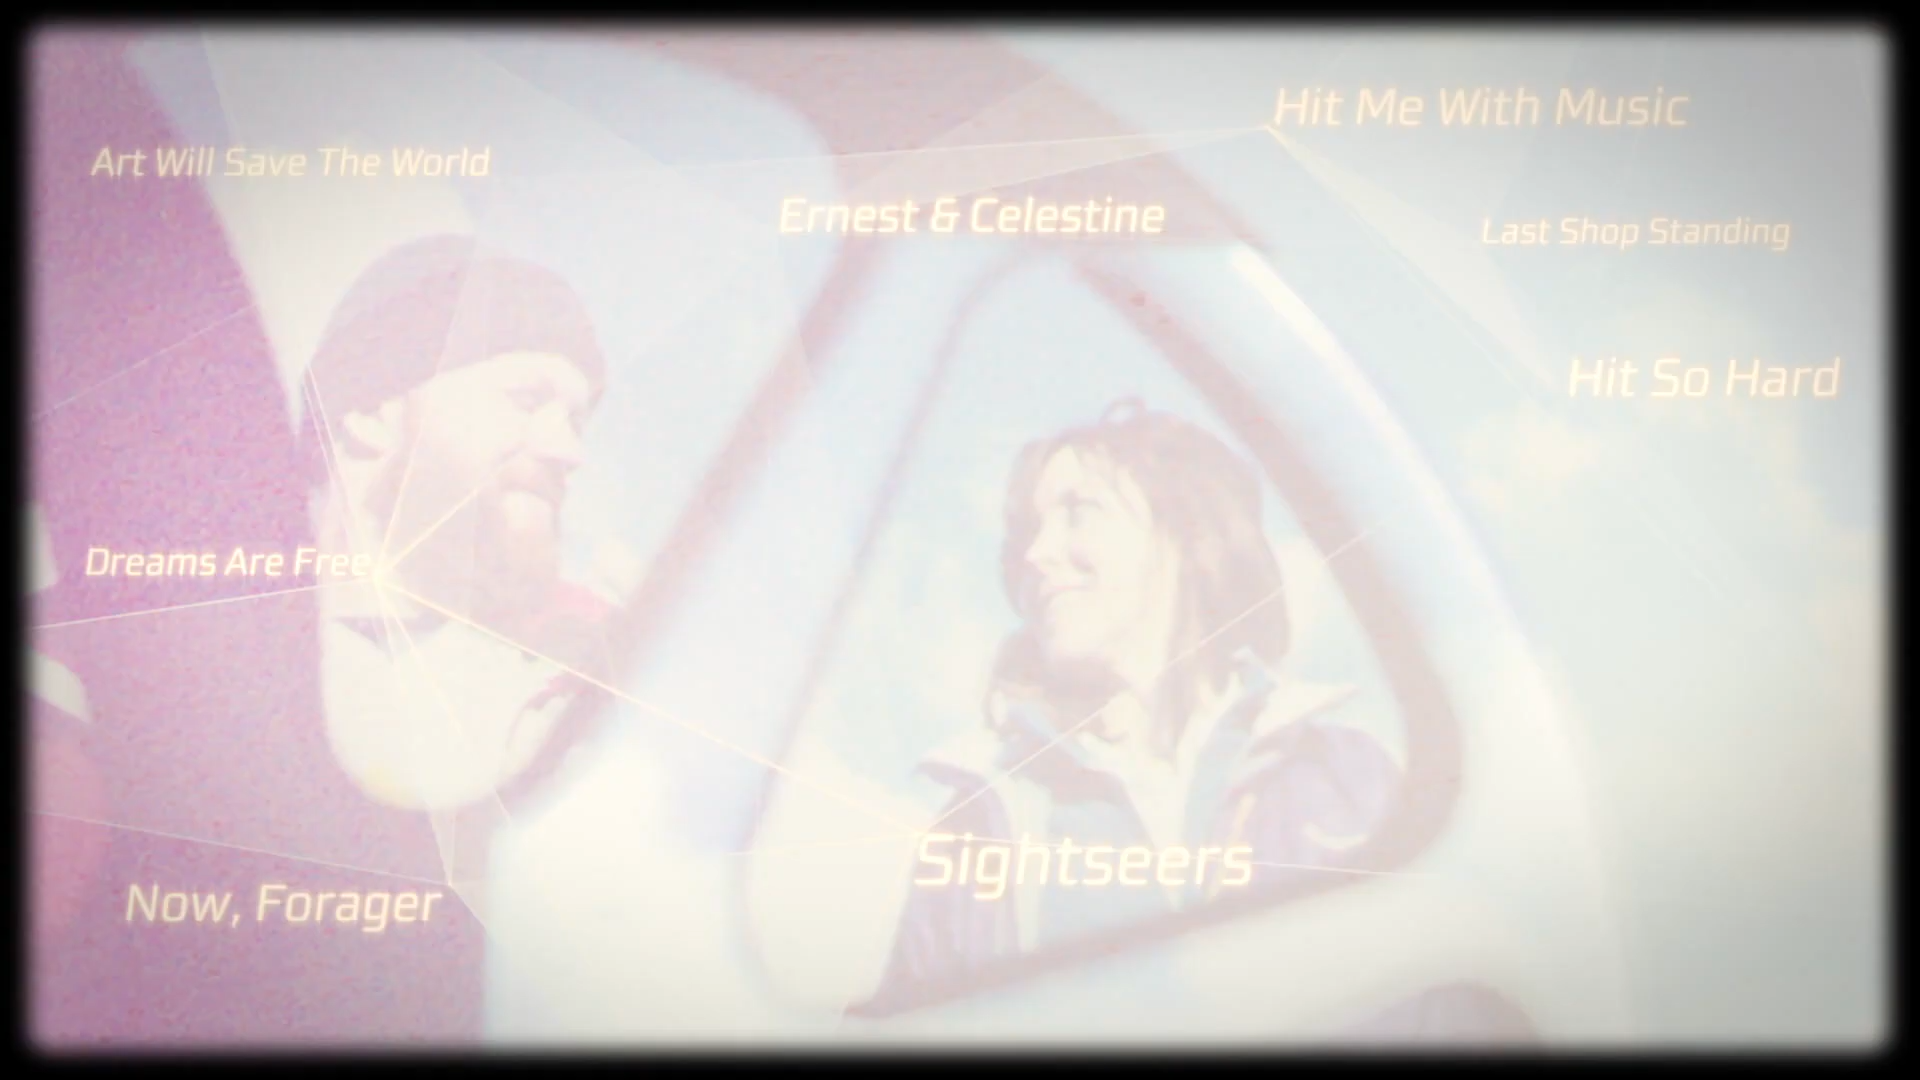 Hit Me With Music
Art Will Save The World
Ernest & Celestine
Last Shop Standing
Hit So Hard
Dreams Are Free
Sightseers
Now, Forager